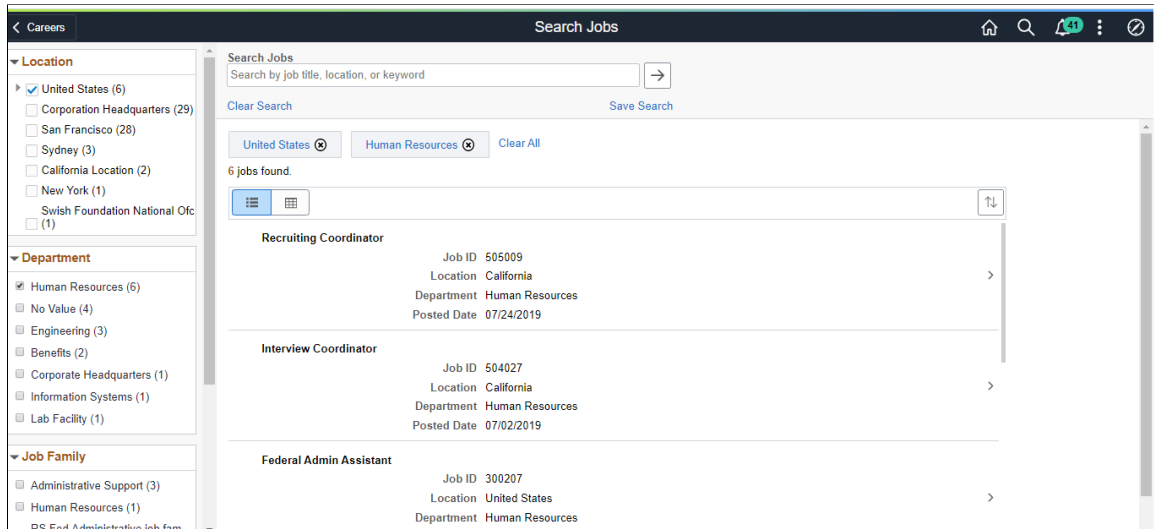 Careers
Search Jobs
41
Location
United States (6)
Corporation Headquarters (29)
San Francisco (28)
Sydney (3)
California Location (2)
New York (1)
Swish Foundation National Ofc
(1)
Department
Human Resources (6)
No Value (4)
Engineering (3)
Benefits (2)
Corporate Headquarters (1)
Information Systems (1)
Lab Facility (1)
Job Family
Administrative Support (3)
Human Resources (1)
RS Fed Administrative job fam
Search Jobs
Search by job title, location, or keyword
Clear Search
Save Search
United States
Human Resources
Clear All
6 jobs found.
Recruiting Coordinator
Job ID 505009
Location California
Department Human Resources
Posted Date 07/24/2019
Interview Coordinator
Job ID 504027
Location California
Department Human Resources
Posted Date 07/02/2019
Federal Admin Assistant
Job ID 300207
Location United States
Department Human Resources